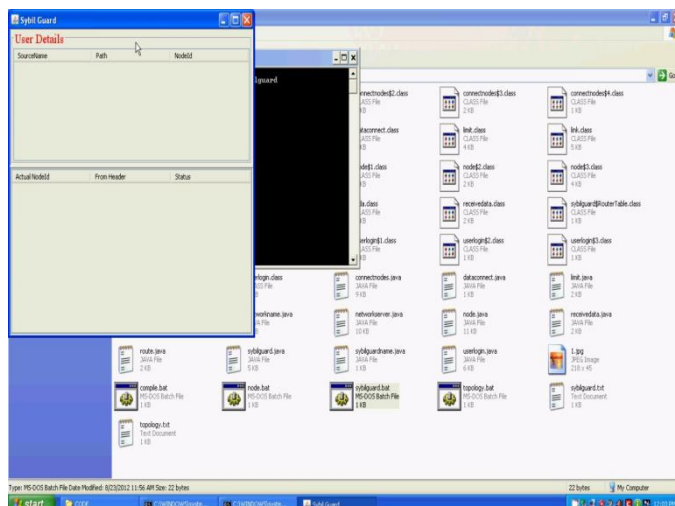 Sybil Guard
User Details
SourceName Path NodeId
Actual NodeId From Header Status
connectnodes$3.class
CLASS File
2 KB
connectnodes$4.class
CLASS File
1 KB
limit.class
CLASS File
4 KB
link.class
CLASS File
5 KB
node$2.class
CLASS File
2 KB
node$3.class
CLASS File
4 KB
receivedata.class
CLASS File
2 KB
sybilguard$RouterTable.class
CLASS File
1 KB
userlogin$1.class
userlogin$2.class
CLASS File
1 KB
userlogin$3.class
CLASS File
1 KB
connectnodes.java
JAVA File
9 KB
dataconnect.java
JAVA File
1 KB
limit.java
JAVA File
2 KB
networkserver.java
JAVA File
10 KB
node.java
JAVA File
11 KB
receivedata.java
JAVA File
2 KB
route.java
JAVA File
2 KB
sybilguard.java
JAVA File
5 KB
sybilguardname.java
JAVA File
1 KB
userlogin.java
JAVA File
6 KB
1.jpg
JPEG Image
218 x 45
compile.bat
MS-DOS Batch File
1 KB
node.bat
MS-DOS Batch File
1 KB
sybilguard.bat
MS-DOS Batch File
1 KB
topology.bat
MS-DOS Batch File
1 KB
sybilguard.txt
Text Document
1 KB
topology.txt
Text Document
1 KB
Type: MS-DOS Batch File Date Modified: 8/23/2012 11:56 AM Size: 22 bytes
22 bytes My Computer
start CODE Sybil Guard